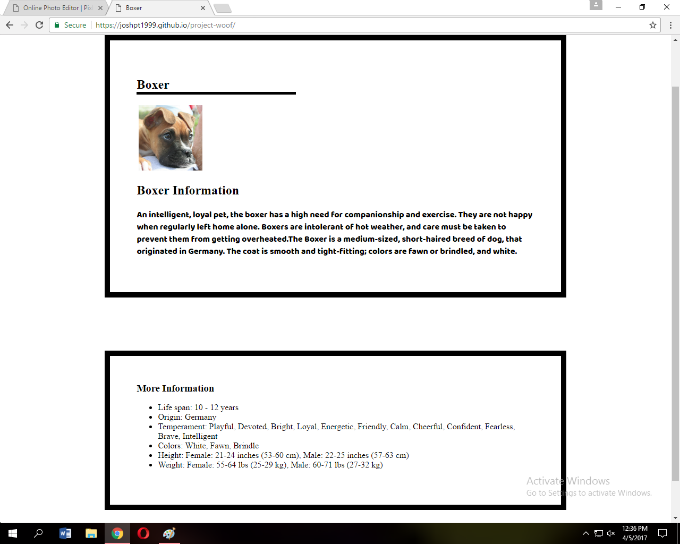 Online Photo Editor | Pix
Boxer
Secure
https://joshpt1999.github.io/project-woof/
Boxer
Boxer Information
An intelligent, loyal pet, the boxer has a high need for companionship and exercise. They are not happy
when regularly left home alone. Boxers are intolerant of hot weather, and care must be taken to
prevent them from getting overheated.The Boxer is a medium-sized, short-haired breed of dog, that
originated in Germany. The coat is smooth and tight-fitting; colors are fawn or brindled, and white.
More Information
Life span: 10 - 12 years
Origin: Germany
Temperament: Playful, Devoted, Bright, Loyal, Energetic, Friendly, Calm, Cheerful, Confident, Fearless,
Brave, Intelligent
Colors: White, Fawn, Brindle
Height: Female: 21-24 inches (53-60 cm), Male: 22-25 inches (57-63 cm)
Weight: Female: 55-64 lbs (25-29 kg), Male: 60-71 lbs (27-32 kg)
Activate Windows
Go to Settings to activate Windows.
12:36 PM
4/5/2017